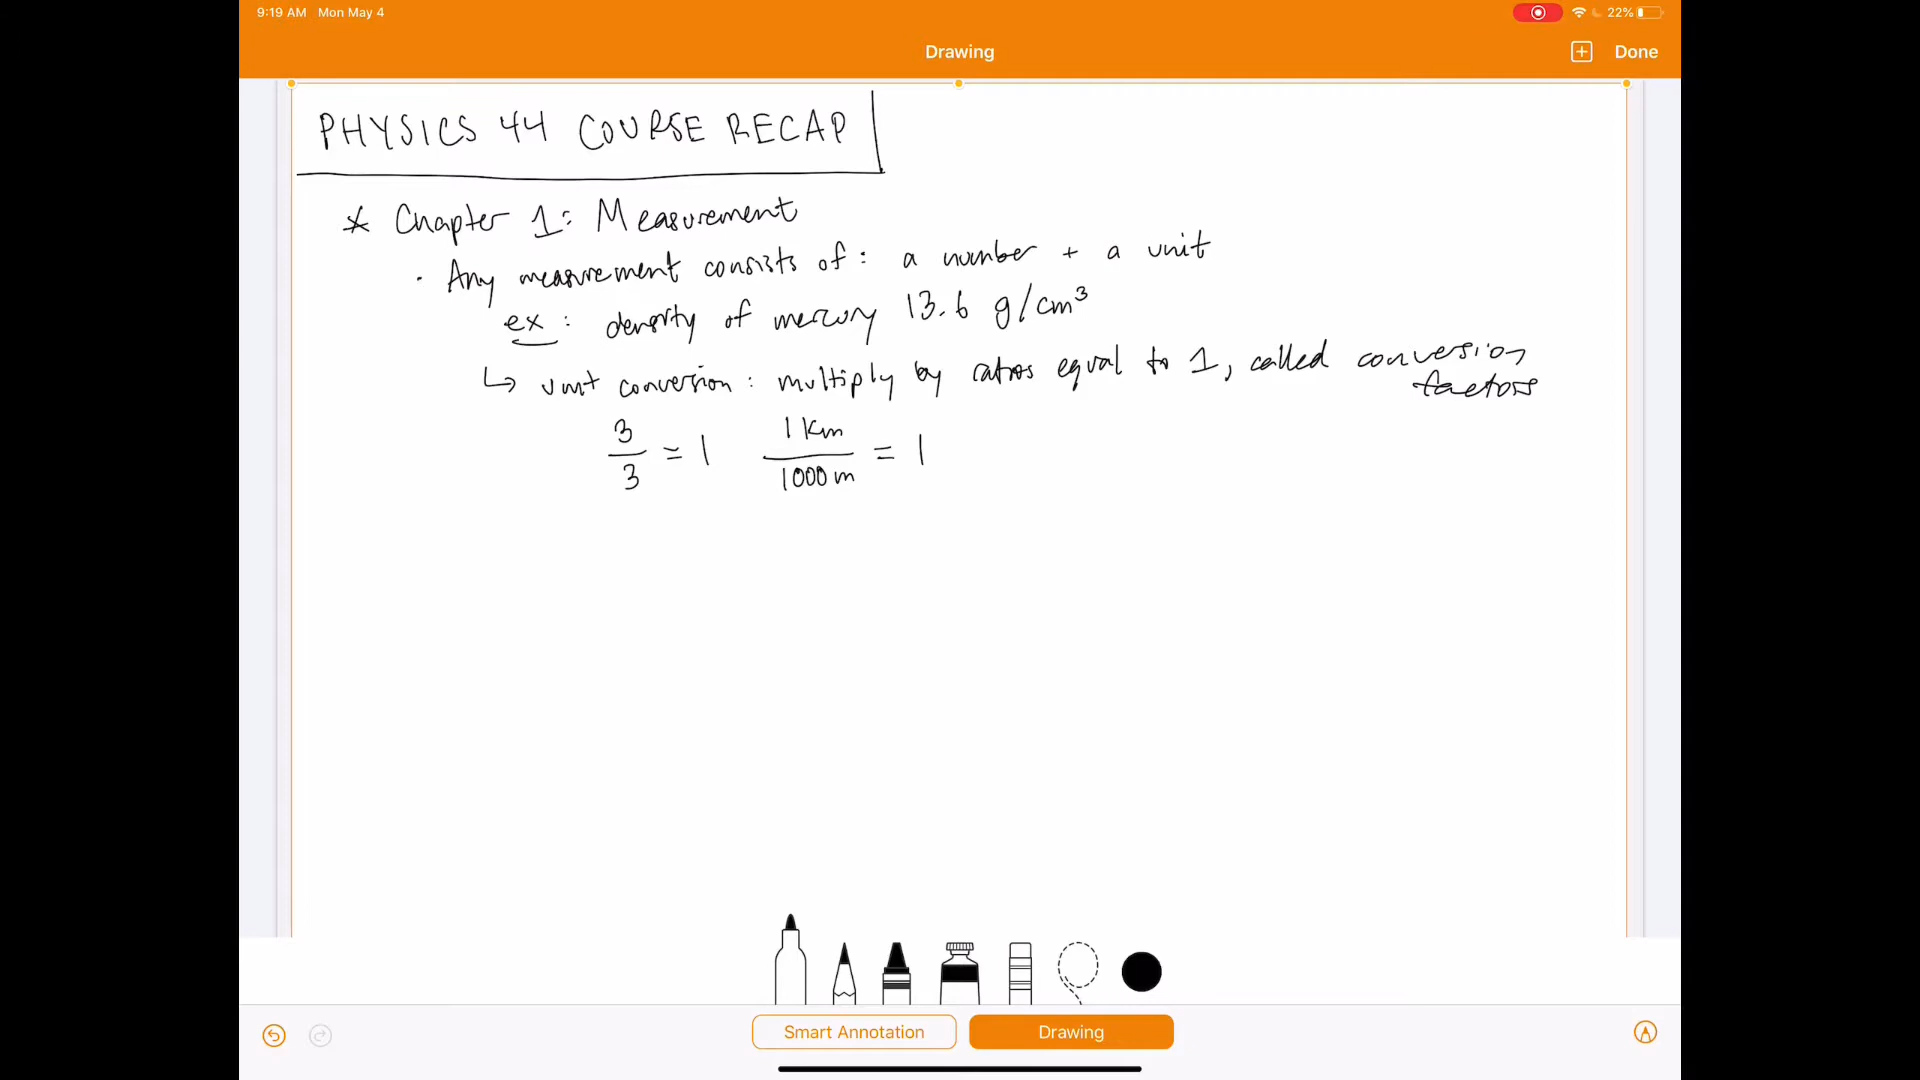 9:19 AM Mon May 4 22%
Drawing Done
PHYSICS 44 COURSE RECAP
* Chapter 1: Measurement
· Any measurement consists of: a number + a unit
ex: density of mercury 13.6 g/cm³
↳ unit conversion: multiply by ratios equal to 1, called conversion
factors
3/3 = 1 1 km/1000 m = 1
Smart Annotation Drawing